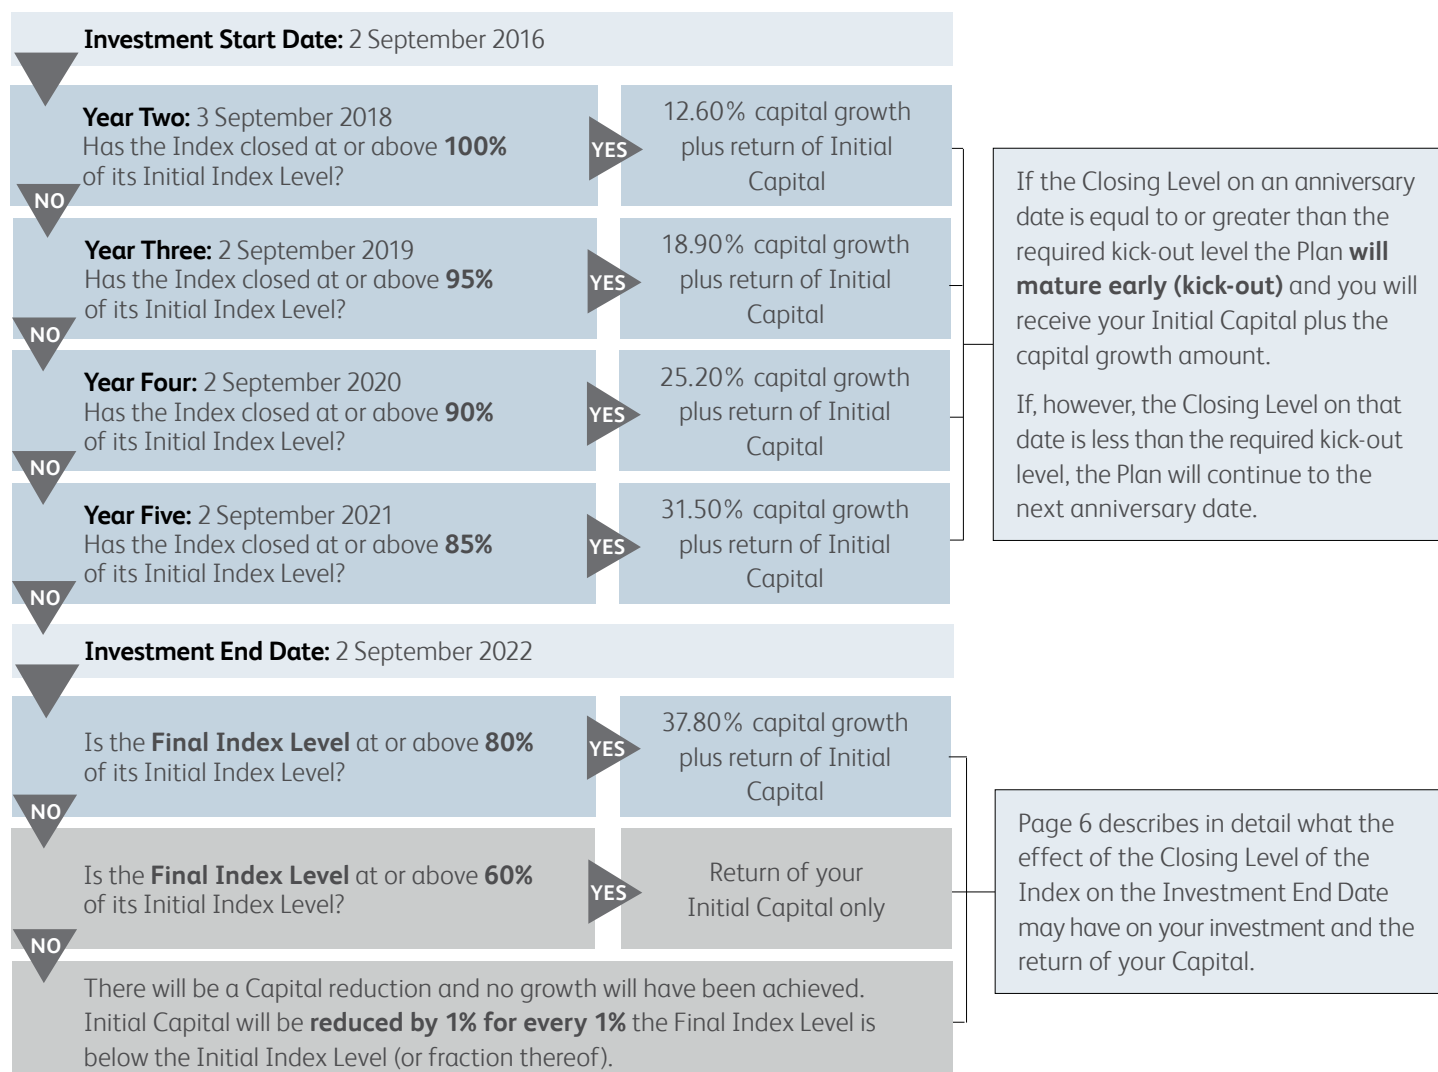 Investment Start Date: 2 September 2016
Year Two: 3 September 2018
Has the Index closed at or above 100%
of its Initial Index Level?
YES
12.60% capital growth
plus return of Initial
Capital
NO
Year Three: 2 September 2019
Has the Index closed at or above 95%
of its Initial Index Level?
YES
18.90% capital growth
plus return of Initial
Capital
NO
Year Four: 2 September 2020
Has the Index closed at or above 90%
of its Initial Index Level?
YES
25.20% capital growth
plus return of Initial
Capital
NO
Year Five: 2 September 2021
Has the Index closed at or above 85%
of its Initial Index Level?
YES
31.50% capital growth
plus return of Initial
Capital
NO
If the Closing Level on an anniversary
date is equal to or greater than the
required kick-out level the Plan will
mature early (kick-out) and you will
receive your Initial Capital plus the
capital growth amount.
If, however, the Closing Level on that
date is less than the required kick-out
level, the Plan will continue to the
next anniversary date.
Investment End Date: 2 September 2022
Is the Final Index Level at or above 80%
of its Initial Index Level?
YES
37.80% capital growth
plus return of Initial
Capital
NO
Is the Final Index Level at or above 60%
of its Initial Index Level?
YES
Return of your
Initial Capital only
NO
There will be a Capital reduction and no growth will have been achieved.
Initial Capital will be reduced by 1% for every 1% the Final Index Level is
below the Initial Index Level (or fraction thereof).
Page 6 describes in detail what the
effect of the Closing Level of the
Index on the Investment End Date
may have on your investment and the
return of your Capital.